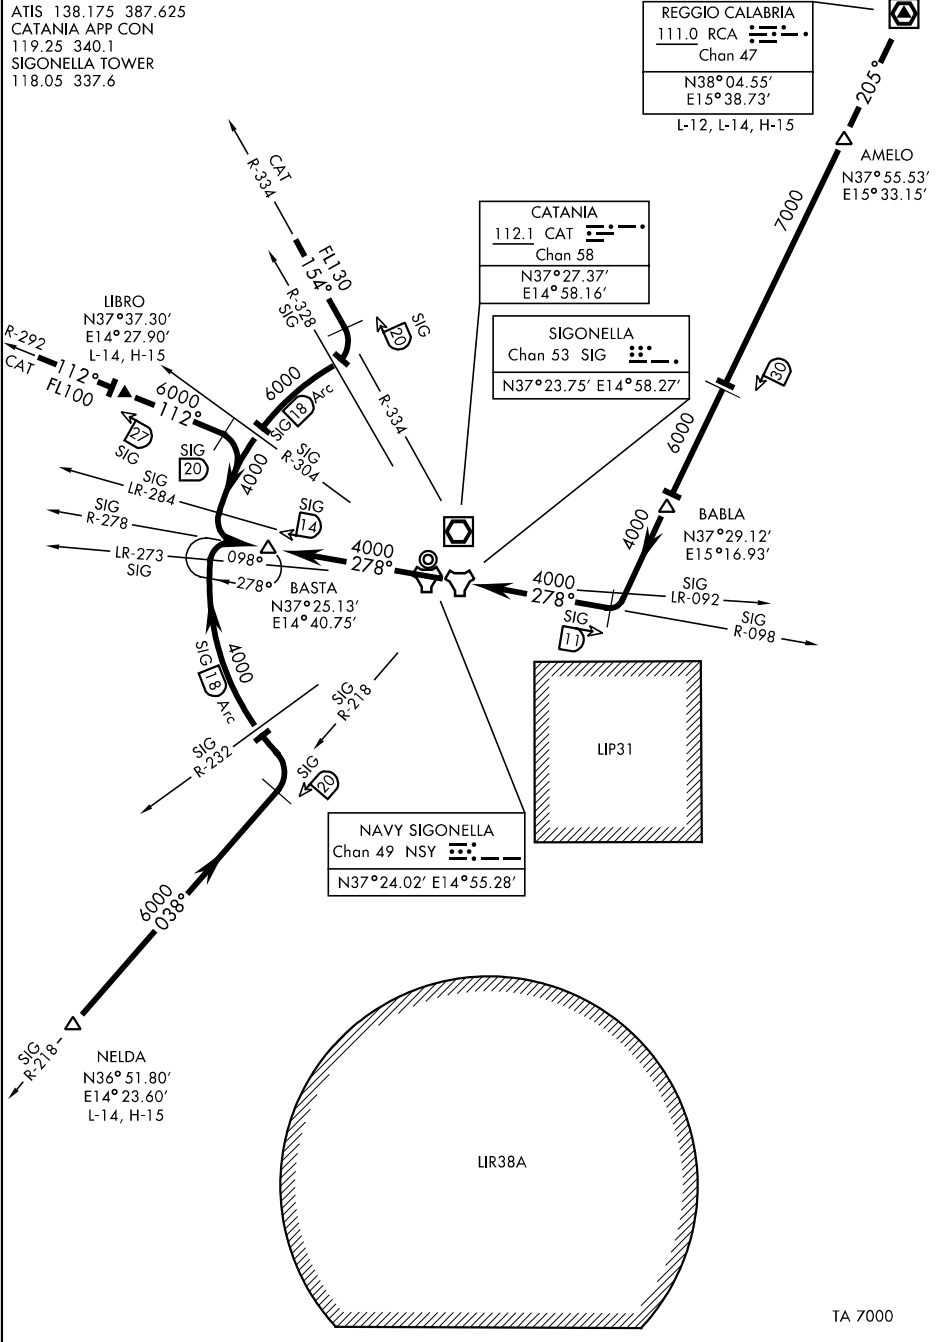 ATIS 138.175 387.625
CATANIA APP CON
119.25 340.1
SIGONELLA TOWER
118.05 337.6
REGGIO CALABRIA
111.0 RCA
Chan 47
N38°04.55′
E15°38.73′
L-12, L-14, H-15
205°
AMELO
N37°55.53′
E15°33.15′
7000
CAT
R-334
FL130
154°
R-328
SIG
SIG
20
CATANIA
112.1 CAT
Chan 58
N37°27.37′
E14°58.16′
LIBRO
N37°37.30′
E14°27.90′
L-14, H-15
SIGONELLA
Chan 53 SIG
N37°23.75′ E14°58.27′
R-292
CAT
112°
FL100
6000
112°
27
SIG
SIG
20
6000
SIG 18 Arc
R-334
30
6000
SIG
R-304
4000
SIG
LR-284
SIG
R-278
SIG
14
LR-273
SIG
098°
278°
BASTA
N37°25.13′
E14°40.75′
4000
278°
4000
BABLA
N37°29.12′
E15°16.93′
4000
278°
SIG
LR-092
SIG
R-098
SIG
11
SIG 18 Arc
4000
SIG
R-218
SIG
R-232
SIG
20
LIP31
NAVY SIGONELLA
Chan 49 NSY
N37°24.02′ E14°55.28′
6000
038°
SIG
R-218
NELDA
N36°51.80′
E14°23.60′
L-14, H-15
LIR38A
TA 7000